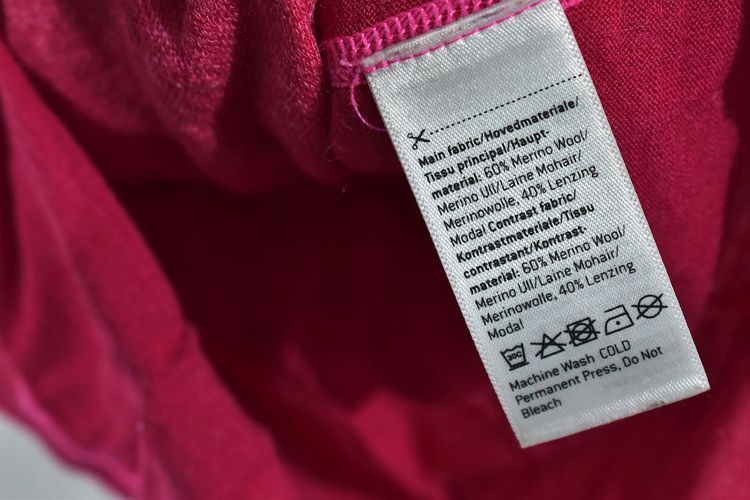 Main fabric/Hovedmateriale/
Tissu principal/Haupt-
material: 60% Merino Wool/
Merino Ull/Laine Mohair/
Merinowolle, 40% Lenzing
Modal Contrast fabric/
Kontrastmateriale/Tissu
contrastant/Kontrast-
material: 60% Merino Wool/
Merino Ull/Laine Mohair/
Merinowolle, 40% Lenzing
Modal
30C
Machine Wash COLD
Permanent Press, Do Not
Bleach